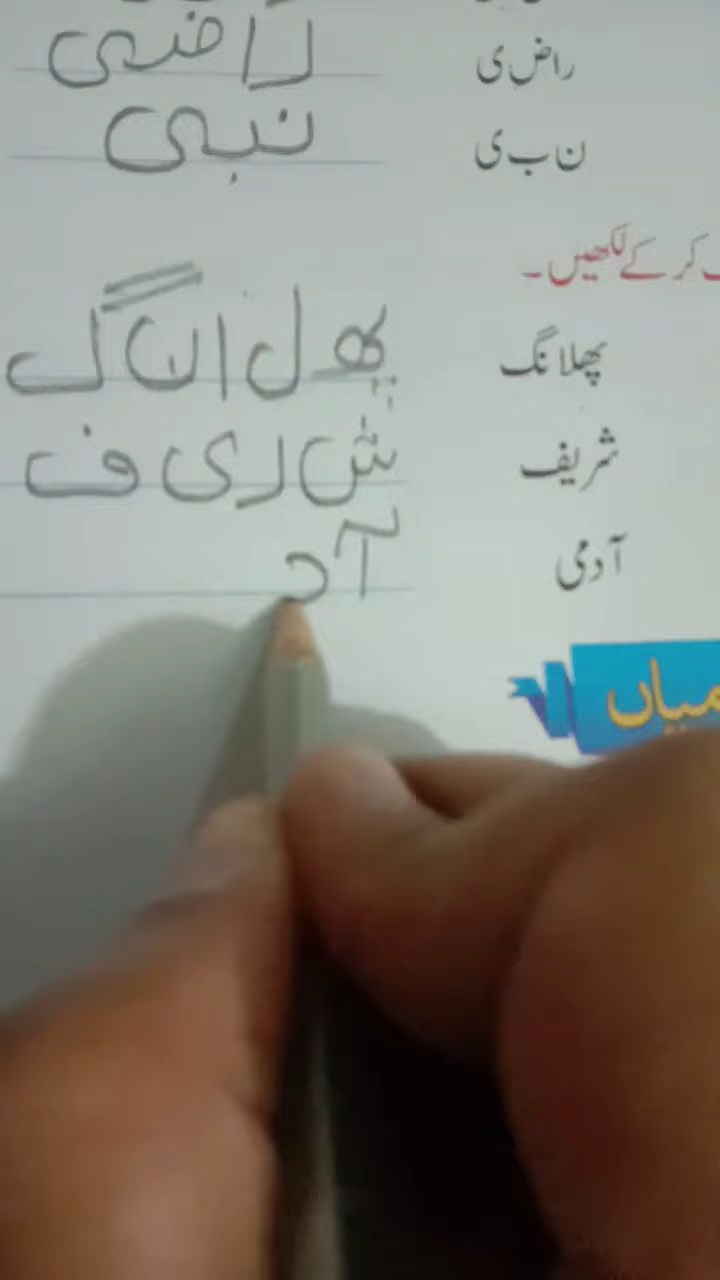 راض ی راضی
ن ب ی نبی
کر کے لکھیں۔
پھلانگ پھ ل ا ں گ
شریف ش ر ی ف
آدمی آ د
میاں